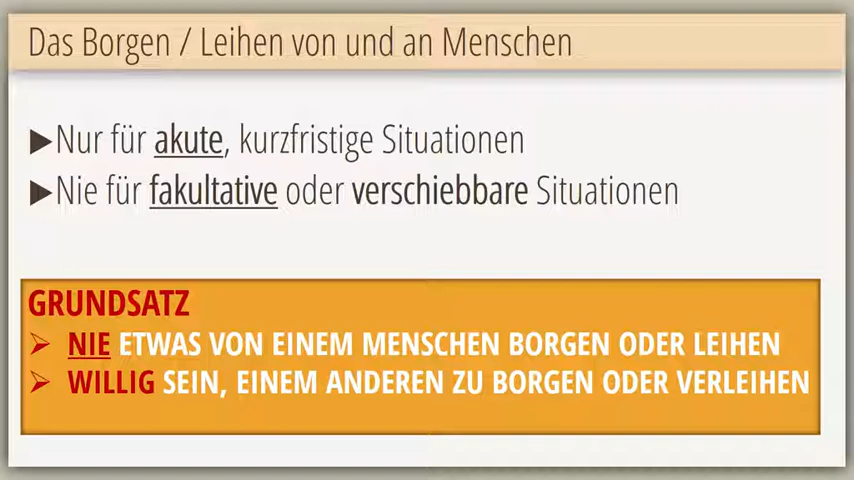 Das Borgen / Leihen von und an Menschen
▶Nur für akute, kurzfristige Situationen
▶Nie für fakultative oder verschiebbare Situationen
GRUNDSATZ
➢ NIE ETWAS VON EINEM MENSCHEN BORGEN ODER LEIHEN
➢ WILLIG SEIN, EINEM ANDEREN ZU BORGEN ODER VERLEIHEN